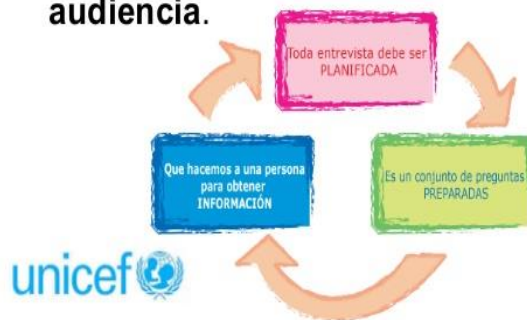 audiencia.
Toda entrevista debe ser
PLANIFICADA
Es un conjunto de preguntas
PREPARADAS
Que hacemos a una persona
para obtener
INFORMACIÓN
unicef